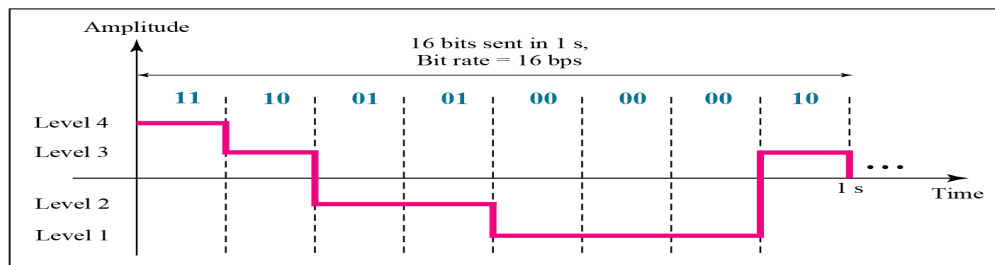 Amplitude
16 bits sent in 1 s,
Bit rate = 16 bps
11 10 01 01 00 00 00 10
Level 4
Level 3
1 s
Time
Level 2
Level 1